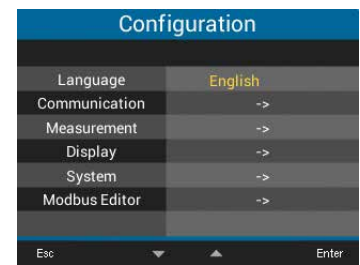 Configuration
Language English
Communication ->
Measurement ->
Display ->
System ->
Modbus Editor ->
Esc Enter